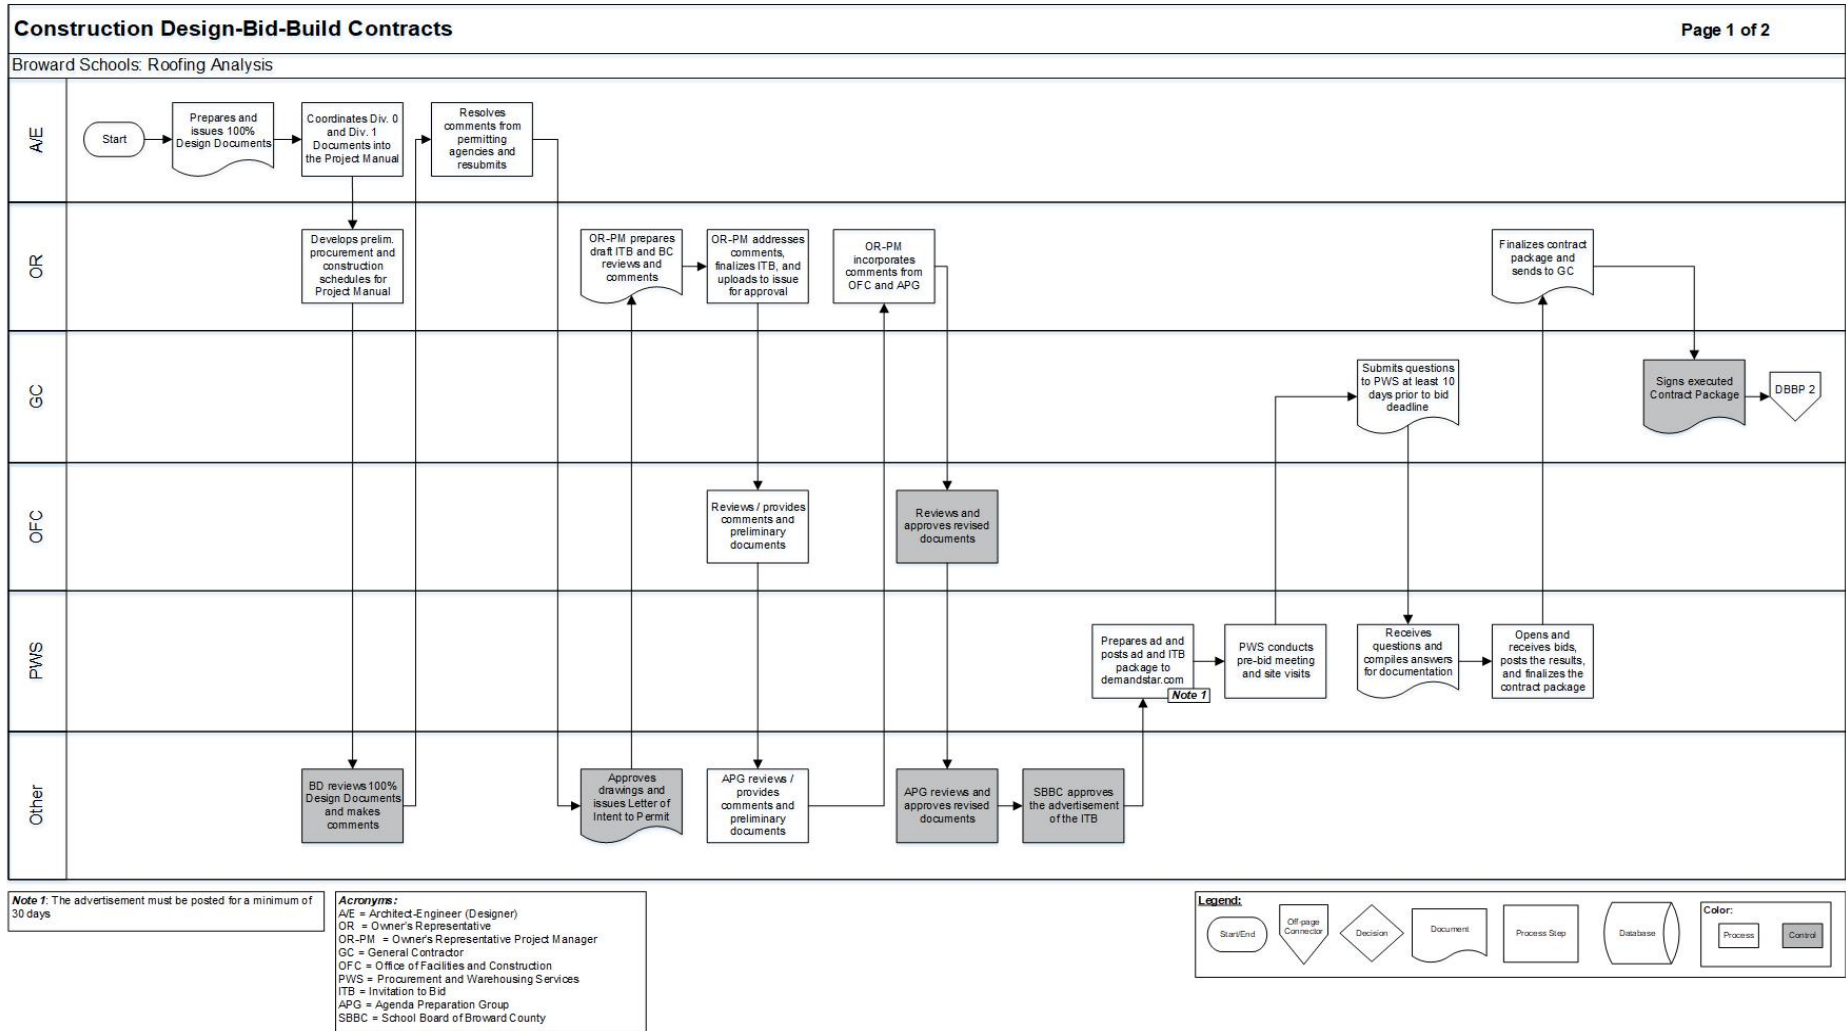 Construction Design-Bid-Build Contracts
Page 1 of 2
Broward Schools: Roofing Analysis
A/E
Start
Prepares and
issues 100%
Design Documents
Coordinates Div. 0
and Div. 1
Documents into
the Project Manual
Resolves
comments from
permitting
agencies and
resubmits
OR
Develops prelim.
procurement and
construction
schedules for
Project Manual
OR-PM prepares
draft ITB and BC
reviews and
comments
OR-PM addresses
comments,
finalizes ITB, and
uploads to issue
for approval
OR-PM
incorporates
comments from
OFC and APG
Finalizes contract
package and
sends to GC
GC
Submits questions
to PWS at least 10
days prior to bid
deadline
Signs executed
Contract Package
DBBP 2
OFC
Reviews / provides
comments and
preliminary
documents
Reviews and
approves revised
documents
PWS
Prepares ad and
posts ad and ITB
package to
demandstar.com
Note 1
PWS conducts
pre-bid meeting
and site visits
Receives
questions and
compiles answers
for documentation
Opens and
receives bids,
posts the results,
and finalizes the
contract package
Other
BD reviews 100%
Design Documents
and makes
comments
Approves
drawings and
issues Letter of
Intent to Permit
APG reviews /
provides
comments and
preliminary
documents
APG reviews and
approves revised
documents
SBBC approves
the advertisement
of the ITB
Note 1: The advertisement must be posted for a minimum of
30 days
Acronyms:
A/E = Architect-Engineer (Designer)
OR = Owner's Representative
OR-PM = Owner's Representative Project Manager
GC = General Contractor
OFC = Office of Facilities and Construction
PWS = Procurement and Warehousing Services
ITB = Invitation to Bid
APG = Agenda Preparation Group
SBBC = School Board of Broward County
Legend:
Start/End
Off-page
Connector
Decision
Document
Process Step
Database
Color:
Process
Control